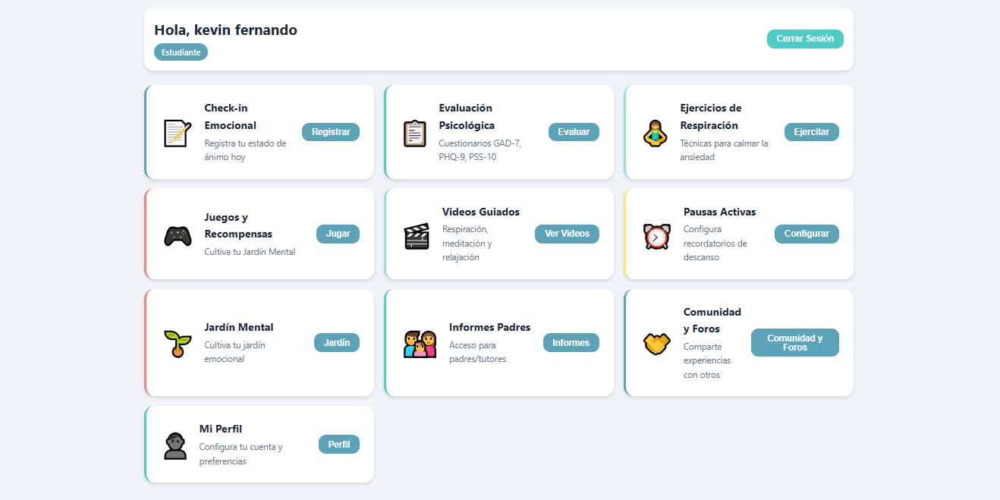 Hola, kevin fernando
Estudiante
Cerrar Sesión
Check-in
Emocional
Registra tu estado de
ánimo hoy
Registrar
Evaluación
Psicológica
Cuestionarios GAD-7,
PHQ-9, PSS-10
Evaluar
Ejercicios de
Respiración
Técnicas para calmar la
ansiedad
Ejercitar
Juegos y
Recompensas
Cultiva tu Jardín Mental
Jugar
Videos Guiados
Respiración,
meditación y
relajación
Ver Videos
Pausas Activas
Configura
recordatorios de
descanso
Configurar
Jardín Mental
Cultiva tu jardín
emocional
Jardín
Informes Padres
Acceso para
padres/tutores
Informes
Comunidad
y Foros
Comparte
experiencias
con otros
Comunidad y
Foros
Mi Perfil
Configura tu cuenta y
preferencias
Perfil